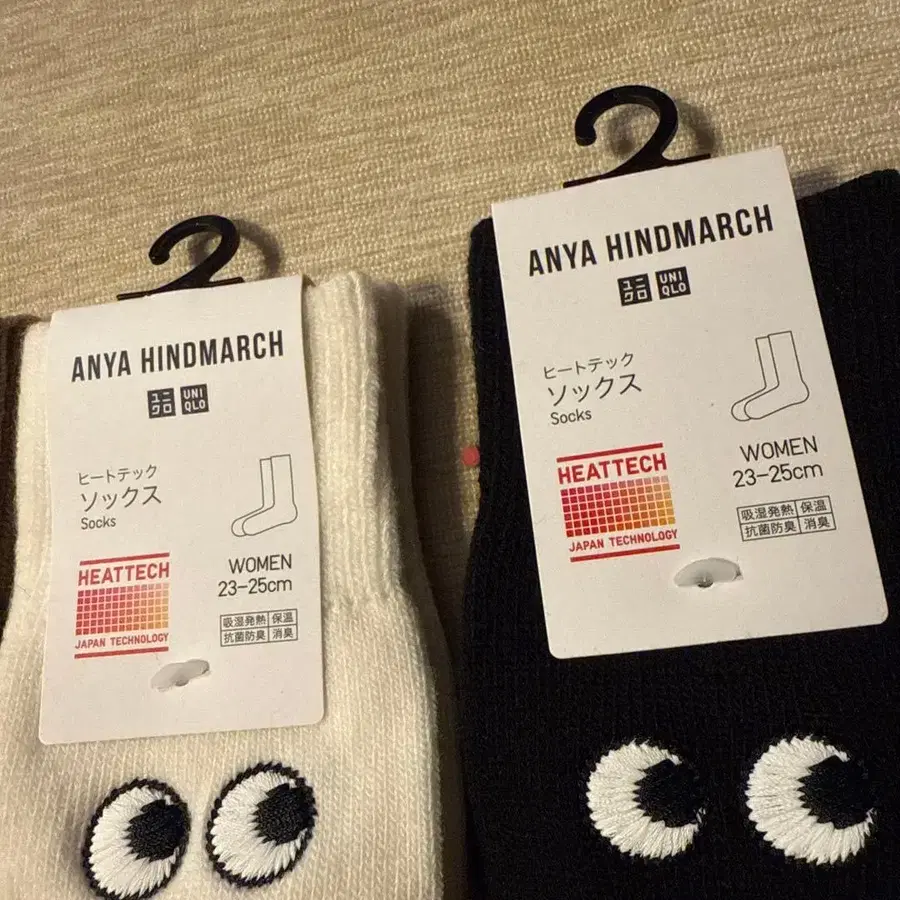 ANYA HINDMARCH
ユニクロ UNIQLO
ヒートテック
ソックス
Socks
HEATTECH
JAPAN TECHNOLOGY
WOMEN
23–25cm
吸湿発熱 保温
抗菌防臭 消臭
ANYA HINDMARCH
ユニクロ UNIQLO
ヒートテック
ソックス
Socks
HEATTECH
JAPAN TECHNOLOGY
WOMEN
23–25cm
吸湿発熱 保温
抗菌防臭 消臭